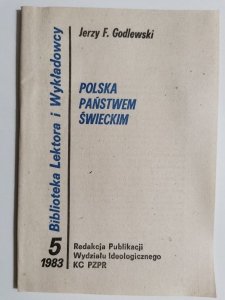 Jerzy F. Godlewski
POLSKA
PAŃSTWEM
ŚWIECKIM
Biblioteka Lektora i Wykładowcy
5
1983
Redakcja Publikacji
Wydziału Ideologicznego
KC PZPR